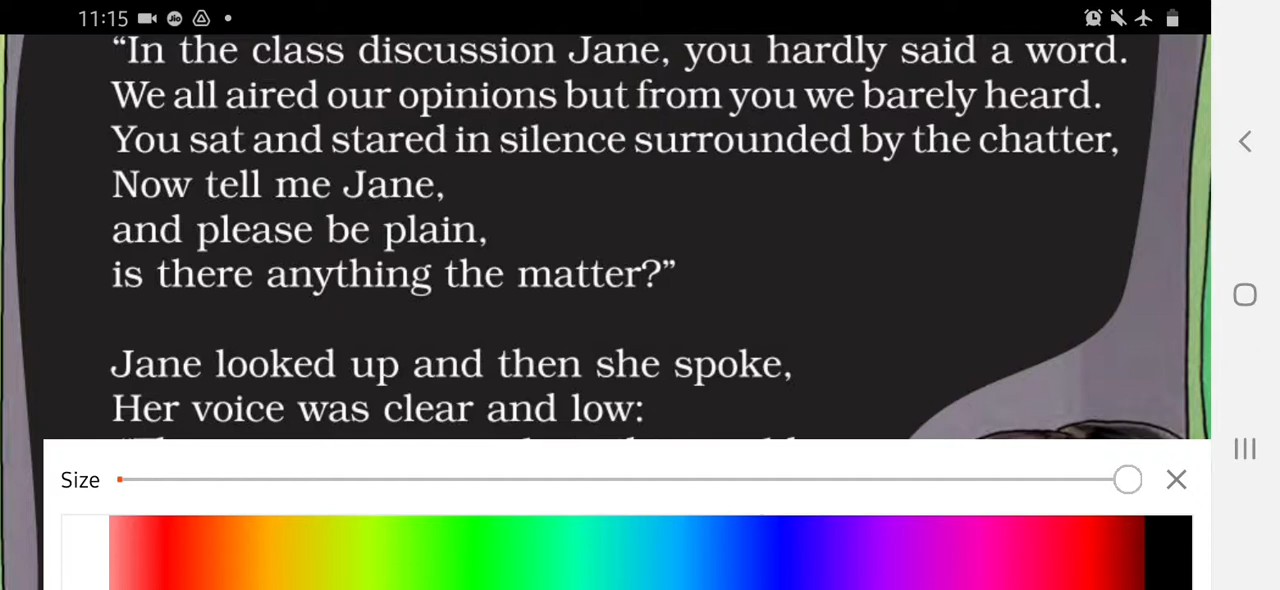 11:15
“In the class discussion Jane, you hardly said a word.
We all aired our opinions but from you we barely heard.
You sat and stared in silence surrounded by the chatter,
Now tell me Jane,
and please be plain,
is there anything the matter?”
Jane looked up and then she spoke,
Her voice was clear and low:
Size